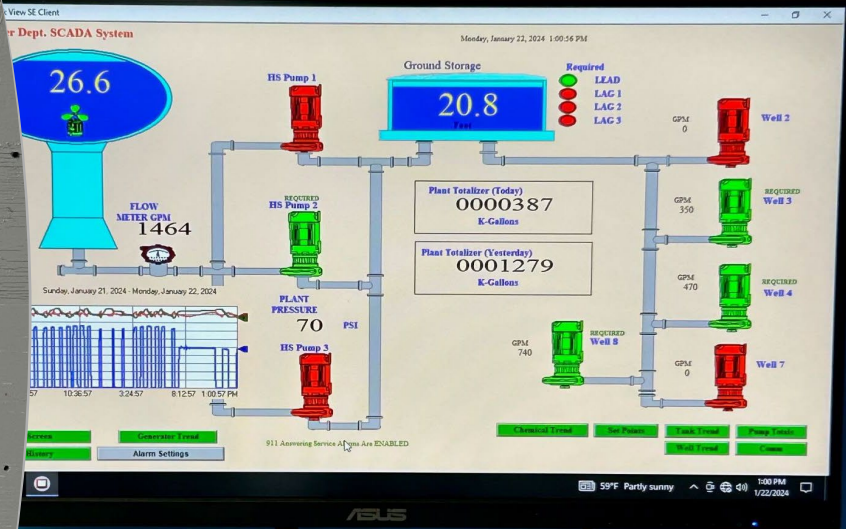 View SE Client
er Dept. SCADA System
Monday, January 22, 2024 1:00:56 PM
26.6
HS Pump 1
Ground Storage
20.8
Required
LEAD
LAG 1
LAG 2
LAG 3
GPM
0
Well 2
Plant Totalizer (Today)
0000387
K-Gallons
REQUIRED
HS Pump 2
GPM
350
REQUIRED
Well 3
FLOW
METER GPM
1464
Plant Totalizer (Yesterday)
0001279
K-Gallons
GPM
470
REQUIRED
Well 4
Sunday, January 21, 2024 - Monday, January 22, 2024
PLANT
PRESSURE
70 PSI
HS Pump 3
GPM
740
REQUIRED
Well 8
GPM
0
Well 7
57 10:36:57 3:24:57 8:12:57 1:00:57 PM
Screen
Generator Trend
History
Alarm Settings
911 Answering Service Alarms Are ENABLED
Chemical Trend
Set Points
Tank Trend
Pump Totals
Well Trend
Comm
59°F Partly sunny
1:00 PM
1/22/2024
ASUS